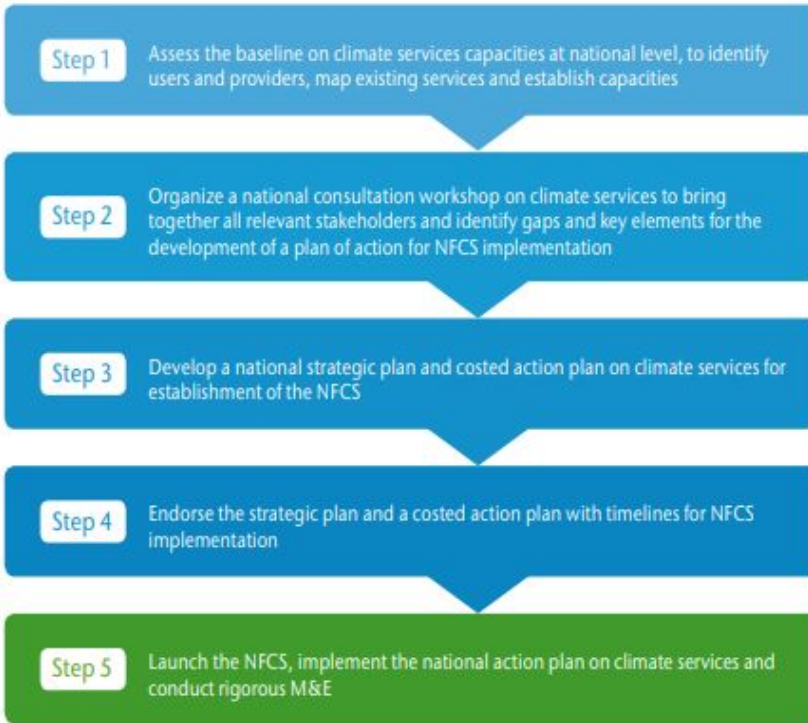 Step 1
Assess the baseline on climate services capacities at national level, to identify
users and providers, map existing services and establish capacities
Step 2
Organize a national consultation workshop on climate services to bring
together all relevant stakeholders and identify gaps and key elements for the
development of a plan of action for NFCS implementation
Step 3
Develop a national strategic plan and costed action plan on climate services for
establishment of the NFCS
Step 4
Endorse the strategic plan and a costed action plan with timelines for NFCS
implementation
Step 5
Launch the NFCS, implement the national action plan on climate services and
conduct rigorous M&E